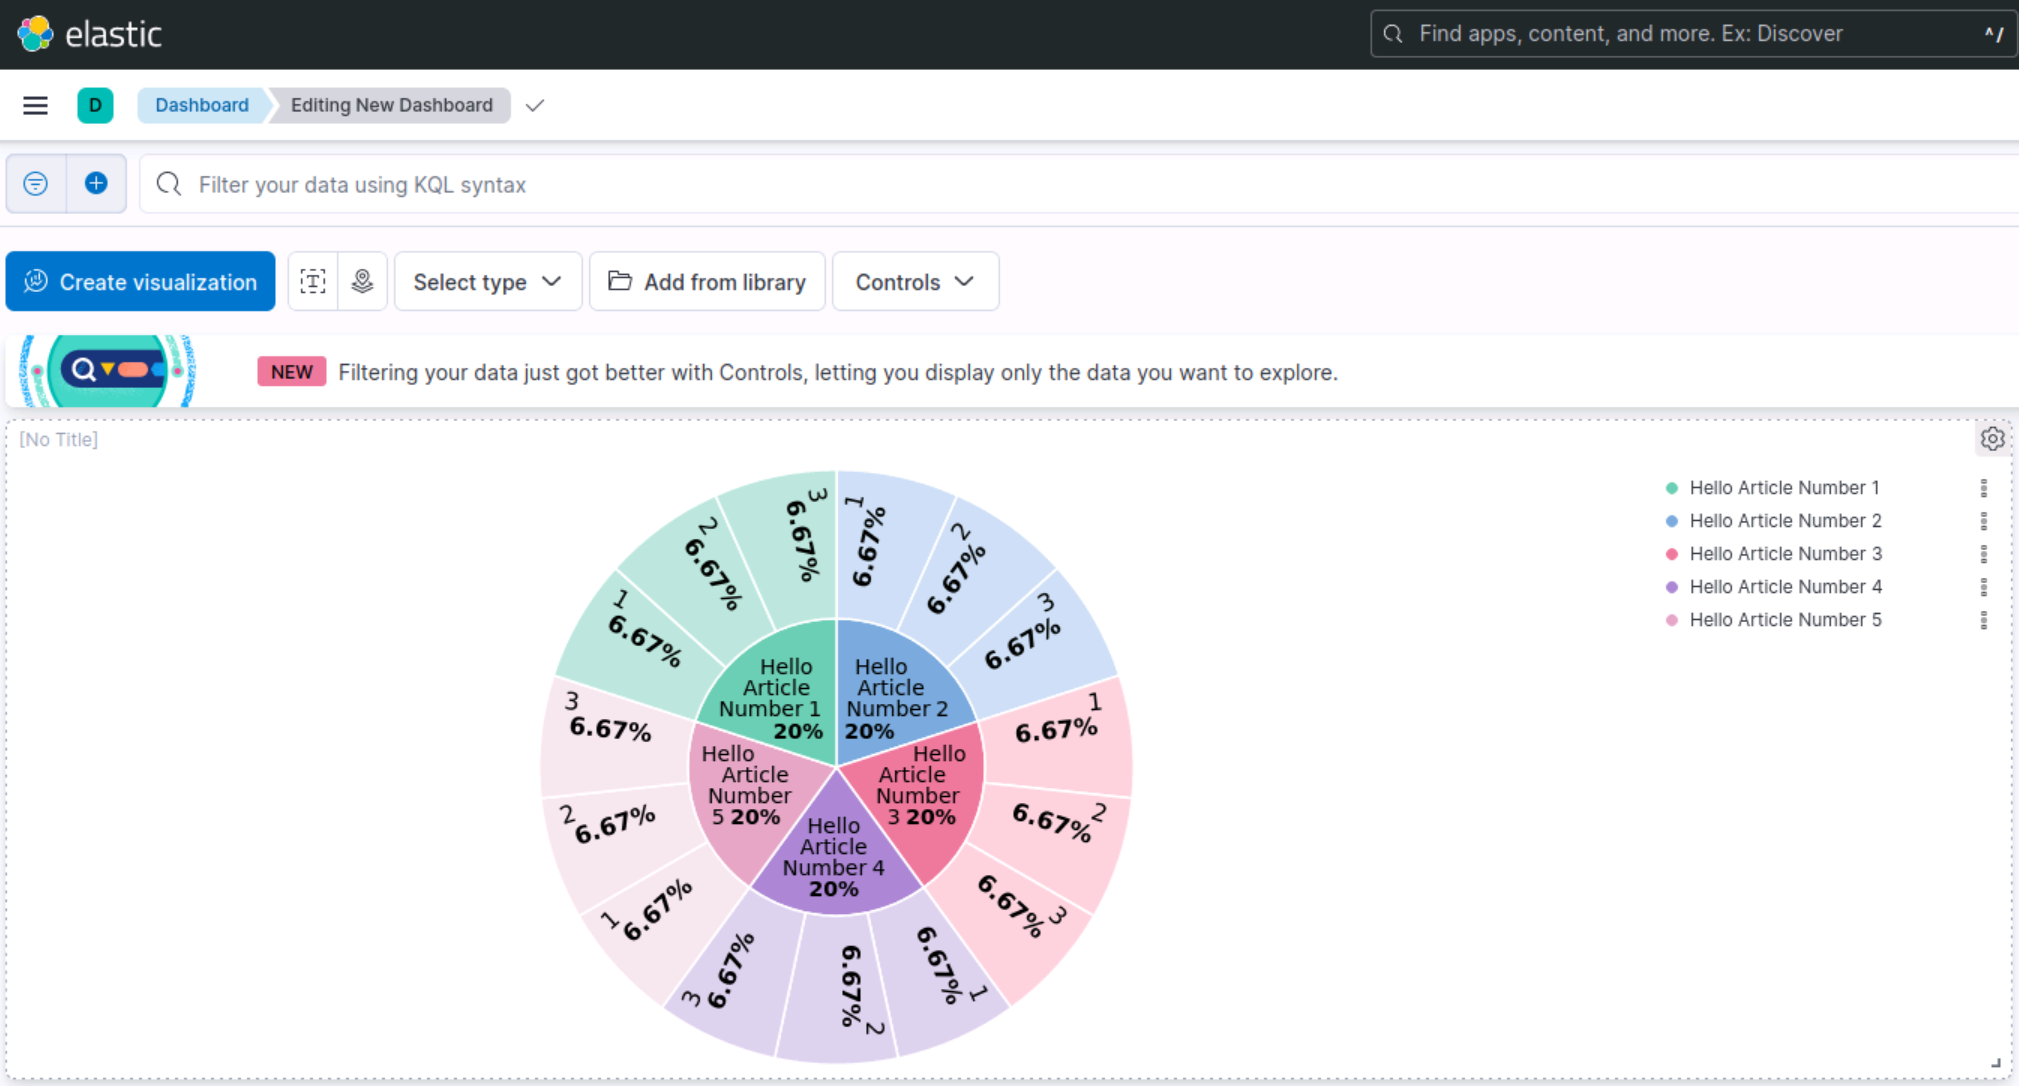 elastic
Find apps, content, and more. Ex: Discover ^/
D Dashboard Editing New Dashboard
Filter your data using KQL syntax
Create visualization Select type Add from library Controls
NEW Filtering your data just got better with Controls, letting you display only the data you want to explore.
[No Title]
Hello
Article
Number 1
20%
1
6.67%
2
6.67%
3
6.67%
Hello
Article
Number 2
20%
1
6.67%
2
6.67%
3
6.67%
Hello
Article
Number
3 20%
1
6.67%
2
6.67%
3
6.67%
Hello
Article
Number 4
20%
1
6.67%
2
6.67%
3
6.67%
Hello
Article
Number
5 20%
1
6.67%
2
6.67%
3
6.67%
Hello Article Number 1
Hello Article Number 2
Hello Article Number 3
Hello Article Number 4
Hello Article Number 5